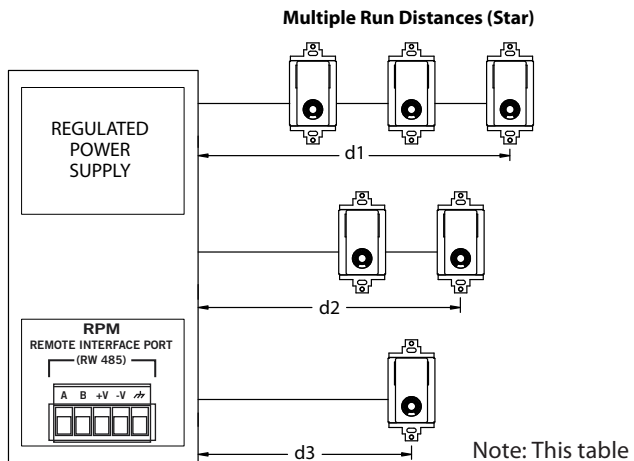 Multiple Run Distances (Star)
REGULATED
POWER
SUPPLY
d1
d2
RPM
REMOTE INTERFACE PORT
(RW 485)
A B +V -V
d3
Note: This table